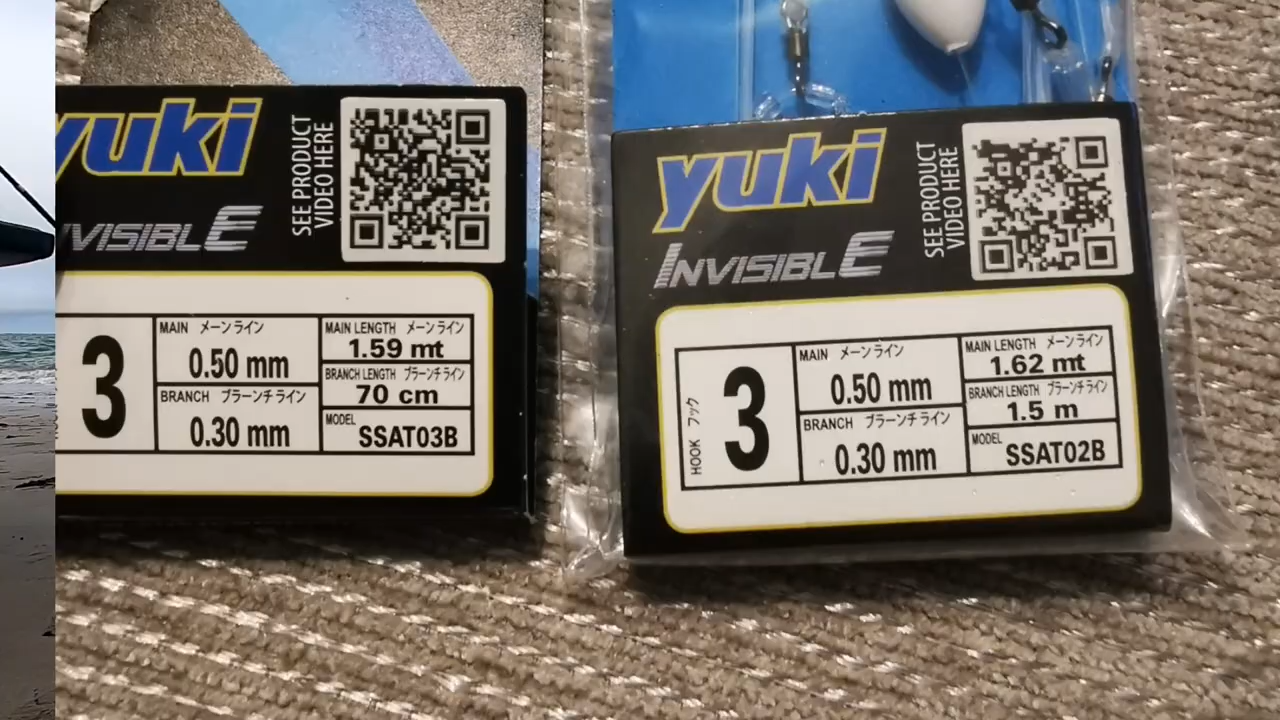 yuki
SEE PRODUCT
VIDEO HERE
INVISIBLE
3
MAIN メーンライン
0.50 mm
BRANCH ブラーンチライン
0.30 mm
MAIN LENGTH メーンライン
1.59 mt
BRANCH LENGTH ブラーンチライン
70 cm
MODEL
SSAT03B
yuki
SEE PRODUCT
VIDEO HERE
INVISIBLE
HOOK フック
3
MAIN メーンライン
0.50 mm
BRANCH ブラーンチライン
0.30 mm
MAIN LENGTH メーンライン
1.62 mt
BRANCH LENGTH ブラーンチライン
1.5 m
MODEL
SSAT02B